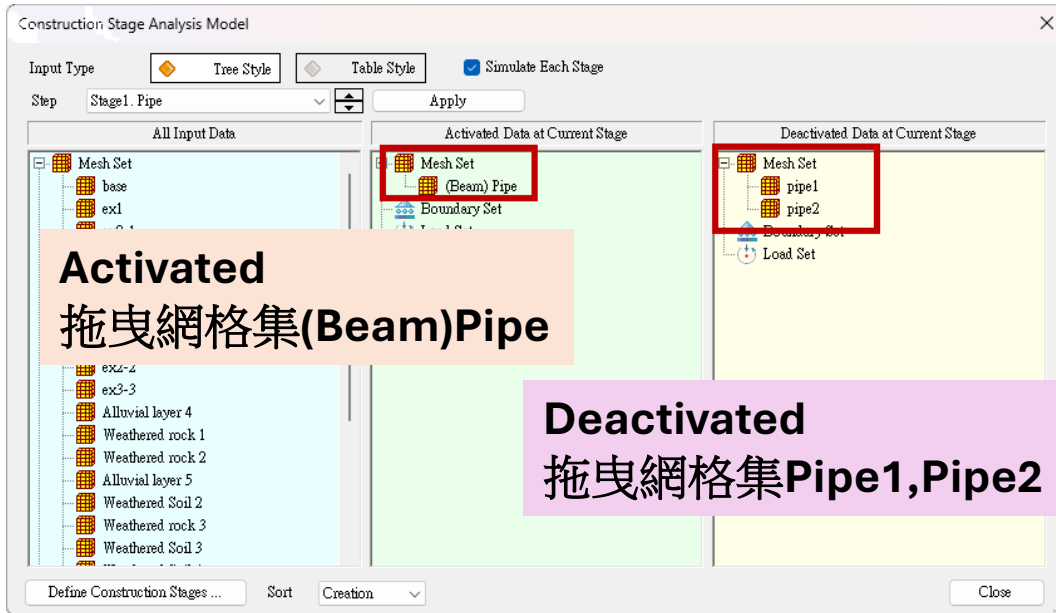 Construction Stage Analysis Model
Input Type Tree Style Table Style Simulate Each Stage
Step Stage1. Pipe Apply
All Input Data Activated Data at Current Stage Deactivated Data at Current Stage
Mesh Set
base
ex1
Mesh Set
(Beam) Pipe
Boundary Set
Mesh Set
pipe1
pipe2
Boundary Set
Load Set
Activated
拖曳網格集(Beam)Pipe
ex2-2
ex3-3
Alluvial layer 4
Weathered rock 1
Weathered rock 2
Alluvial layer 5
Weathered Soil 2
Weathered rock 3
Weathered Soil 3
Deactivated
拖曳網格集Pipe1,Pipe2
Define Construction Stages ... Sort Creation Close